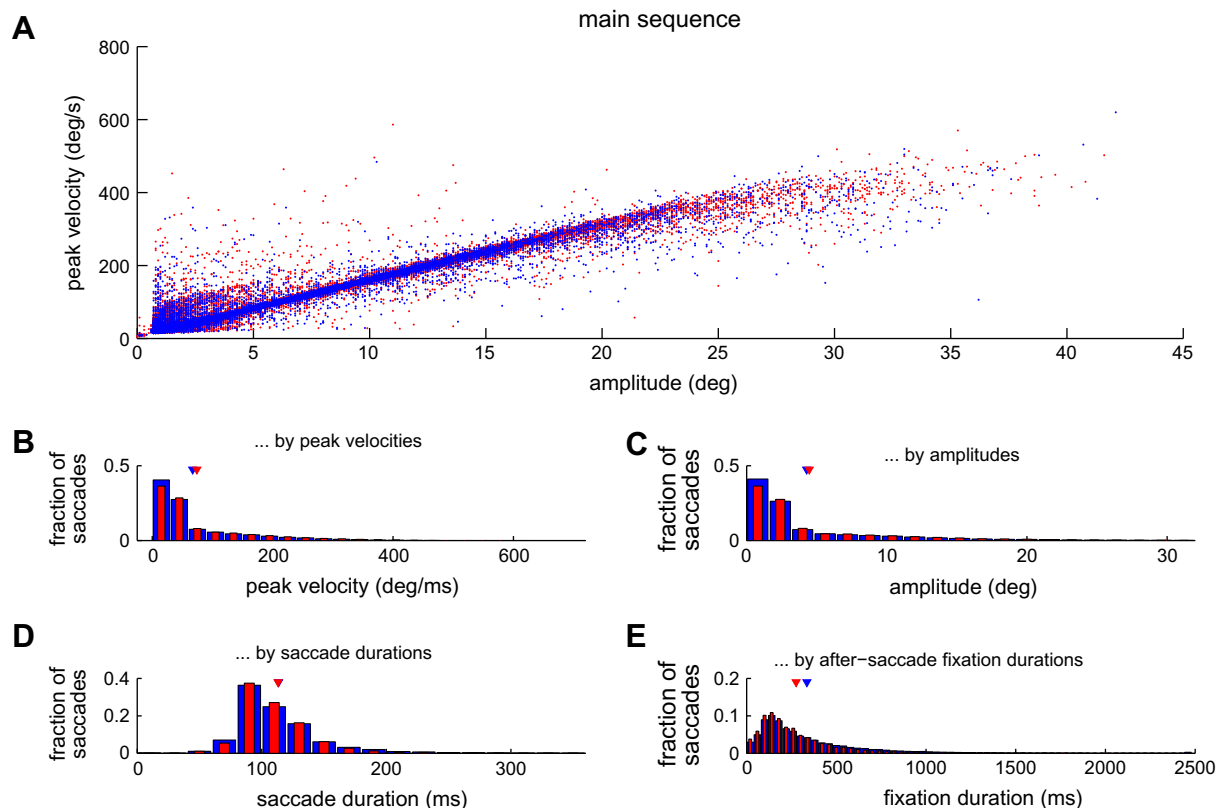 A
main sequence
800
600
400
200
0
peak velocity (deg/s)
0 5 10 15 20 25 30 35 40 45
amplitude (deg)
B
... by peak velocities
fraction of
saccades
0.5
0
0 200 400 600
peak velocity (deg/ms)
C
... by amplitudes
fraction of
saccades
0.5
0
0 10 20 30
amplitude (deg)
D
... by saccade durations
fraction of
saccades
0.4
0.2
0
0 100 200 300
saccade duration (ms)
E
... by after−saccade fixation durations
fraction of
saccades
0.2
0.1
0
0 500 1000 1500 2000 2500
fixation duration (ms)